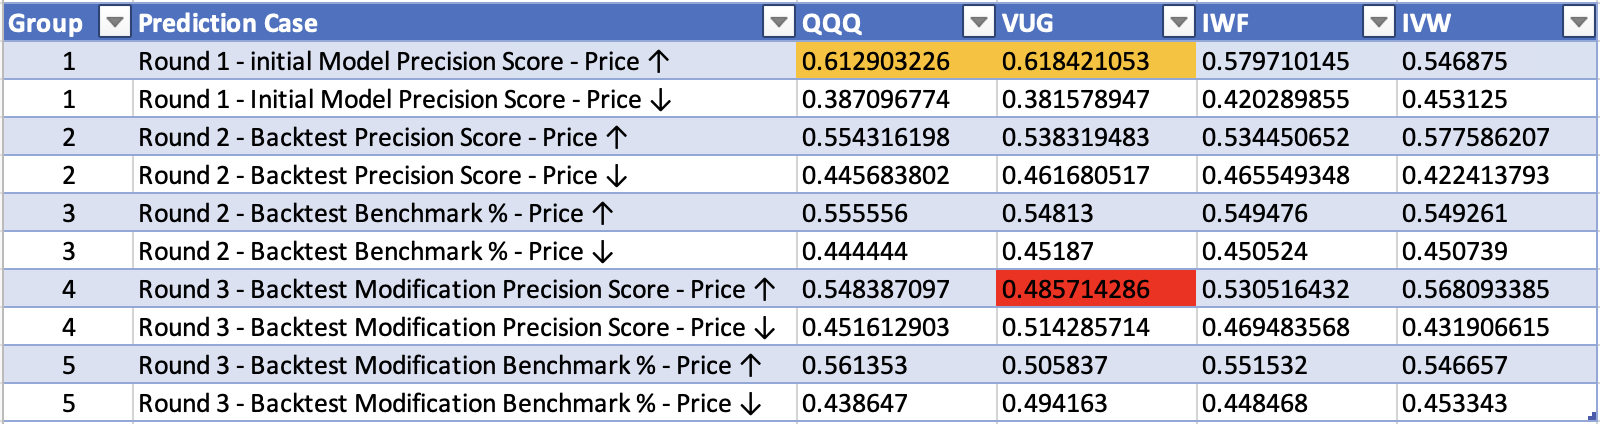 Group Prediction Case QQQ VUG IWF IVW
1 Round 1 - initial Model Precision Score - Price ↑ 0.612903226 0.618421053 0.579710145 0.546875
1 Round 1 - Initial Model Precision Score - Price ↓ 0.387096774 0.381578947 0.420289855 0.453125
2 Round 2 - Backtest Precision Score - Price ↑ 0.554316198 0.538319483 0.534450652 0.577586207
2 Round 2 - Backtest Precision Score - Price ↓ 0.445683802 0.461680517 0.465549348 0.422413793
3 Round 2 - Backtest Benchmark % - Price ↑ 0.555556 0.54813 0.549476 0.549261
3 Round 2 - Backtest Benchmark % - Price ↓ 0.444444 0.45187 0.450524 0.450739
4 Round 3 - Backtest Modification Precision Score - Price ↑ 0.548387097 0.485714286 0.530516432 0.568093385
4 Round 3 - Backtest Modification Precision Score - Price ↓ 0.451612903 0.514285714 0.469483568 0.431906615
5 Round 3 - Backtest Modification Benchmark % - Price ↑ 0.561353 0.505837 0.551532 0.546657
5 Round 3 - Backtest Modification Benchmark % - Price ↓ 0.438647 0.494163 0.448468 0.453343